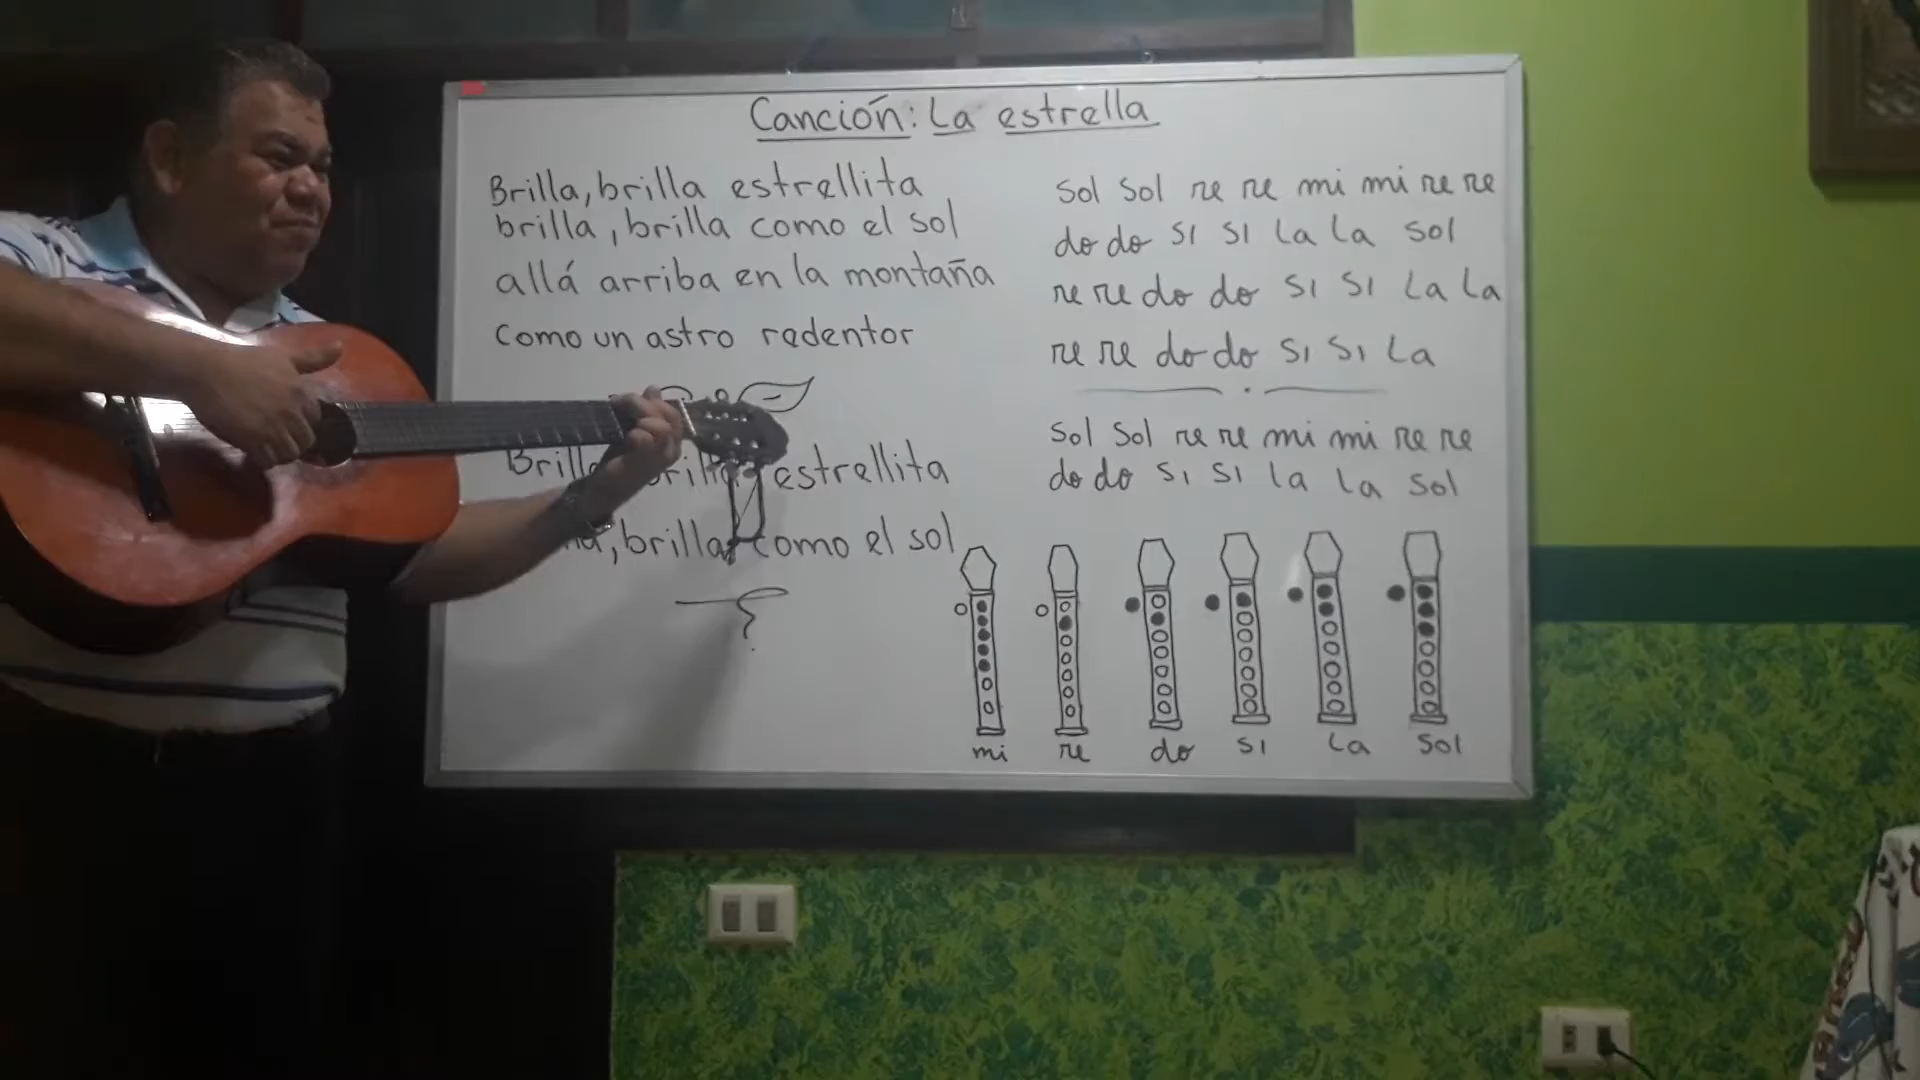 Canción: La estrella
Brilla, brilla estrellita
brilla, brilla como el sol
allá arriba en la montaña
como un astro redentor
estrellita
brilla como el sol
sol sol re re mi mi re re
do do si si la la sol
re re do do si si la la
re re do do si si la
sol sol re re mi mi re re
do do si si la la sol
mi re do si la sol